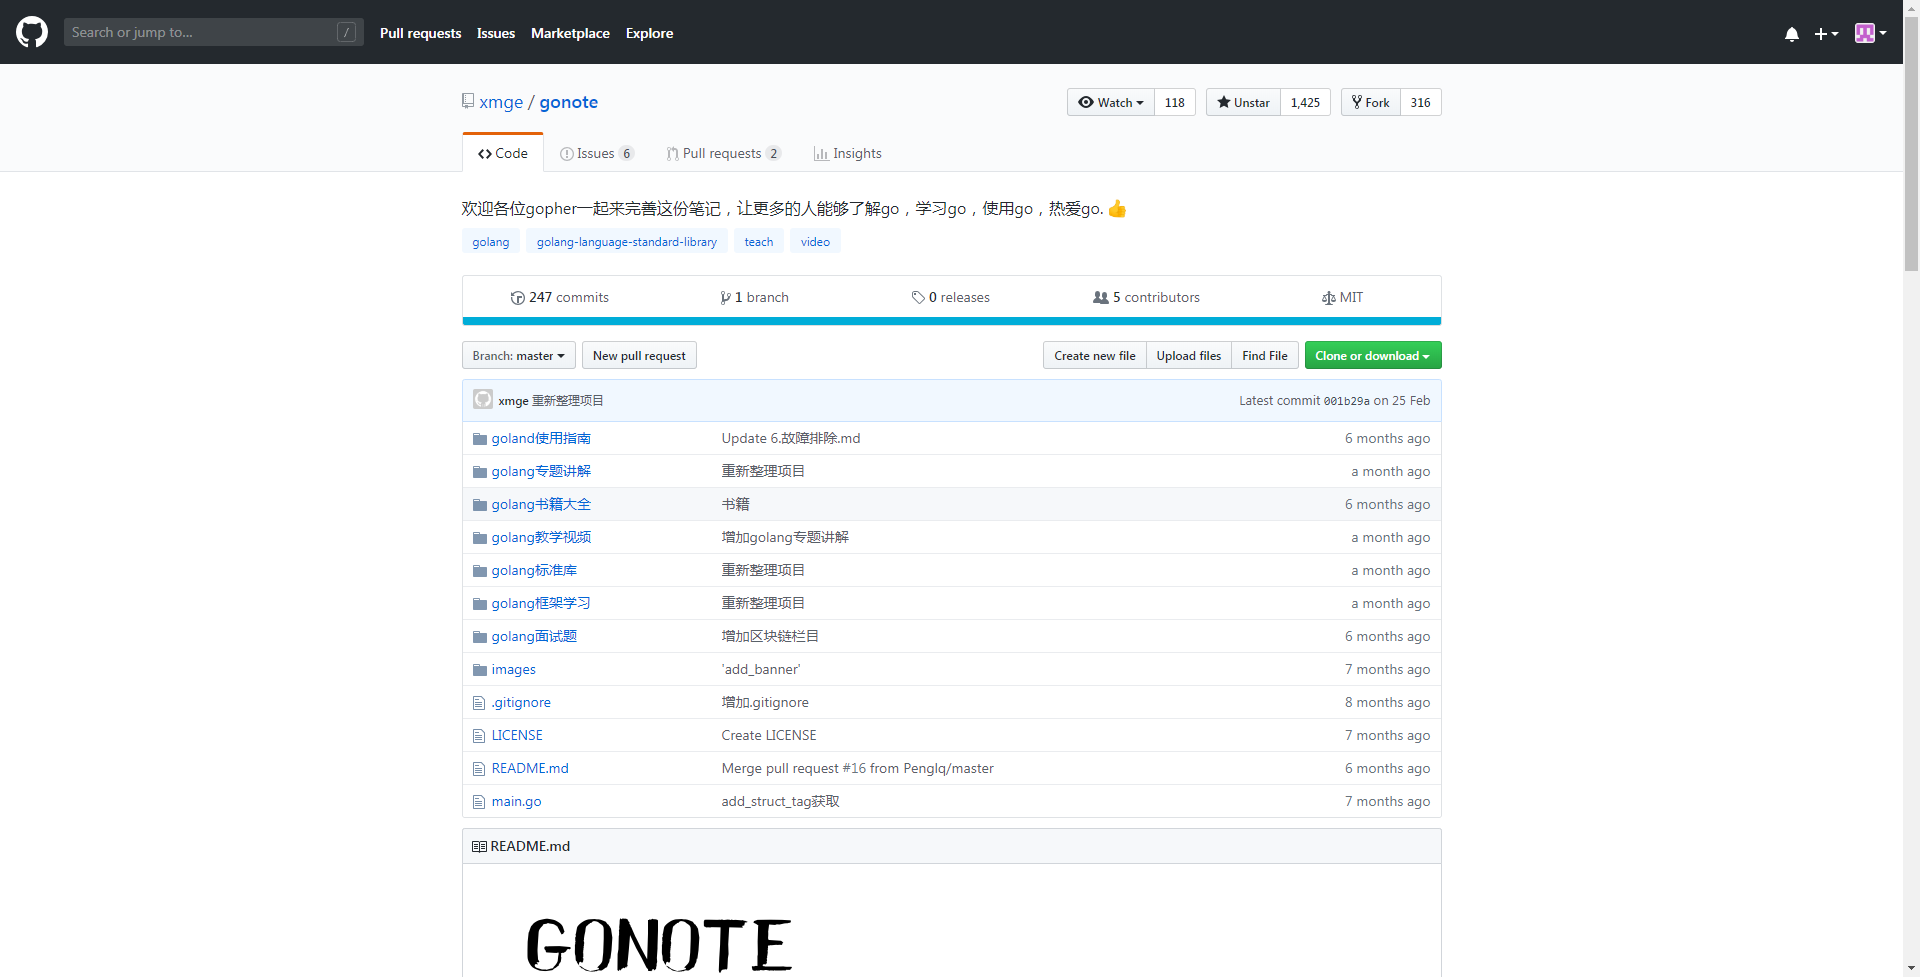 Search or jump to... / Pull requests Issues Marketplace Explore
xmge / gonote Watch 118 Unstar 1,425 Fork 316
Code Issues 6 Pull requests 2 Insights
欢迎各位gopher一起来完善这份笔记，让更多的人能够了解go，学习go，使用go，热爱go. 👍
golang golang-language-standard-library teach video
247 commits 1 branch 0 releases 5 contributors MIT
Branch: master New pull request Create new file Upload files Find File Clone or download
xmge 重新整理项目 Latest commit 001b29a on 25 Feb
goland使用指南 Update 6.故障排除.md 6 months ago
golang专题讲解 重新整理项目 a month ago
golang书籍大全 书籍 6 months ago
golang教学视频 增加golang专题讲解 a month ago
golang标准库 重新整理项目 a month ago
golang框架学习 重新整理项目 a month ago
golang面试题 增加区块链栏目 6 months ago
images 'add_banner' 7 months ago
.gitignore 增加.gitignore 8 months ago
LICENSE Create LICENSE 7 months ago
README.md Merge pull request #16 from Penglq/master 6 months ago
main.go add_struct_tag获取 7 months ago
README.md
GONOTE